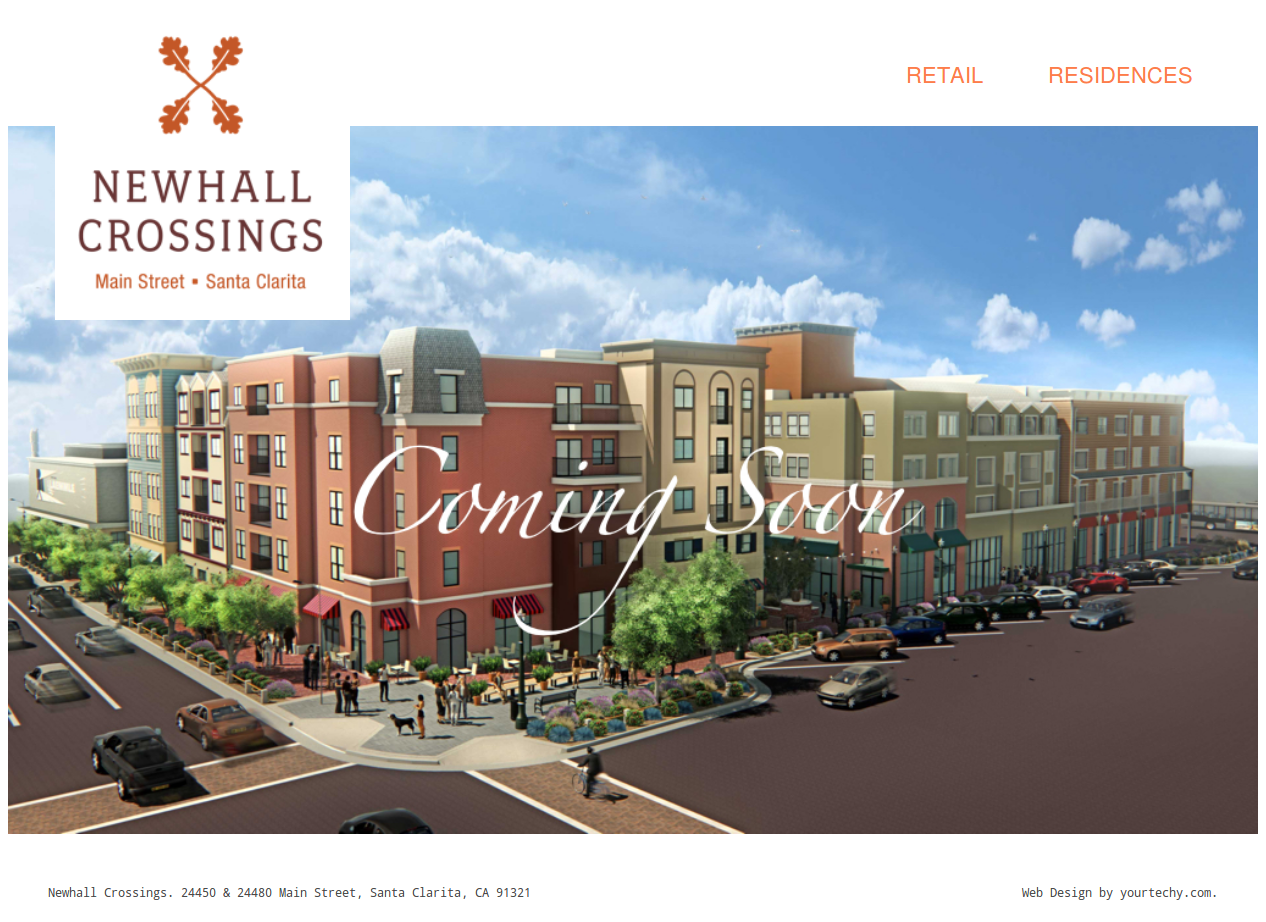 RETAIL RESIDENCES
NEWHALL
CROSSINGS
Main Street ▪ Santa Clarita
Coming Soon
Newhall Crossings. 24450 & 24480 Main Street, Santa Clarita, CA 91321
Web Design by yourtechy.com.